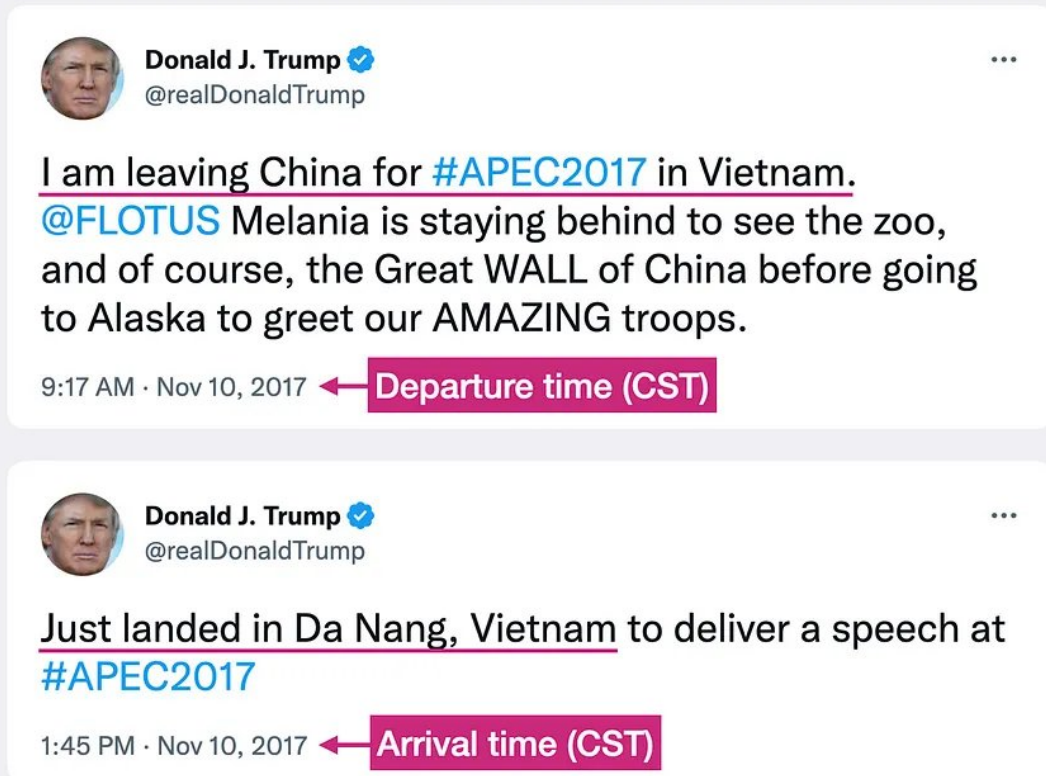 Donald J. Trump
@realDonaldTrump
I am leaving China for #APEC2017 in Vietnam.
@FLOTUS Melania is staying behind to see the zoo,
and of course, the Great WALL of China before going
to Alaska to greet our AMAZING troops.
9:17 AM · Nov 10, 2017 Departure time (CST)
Donald J. Trump
@realDonaldTrump
Just landed in Da Nang, Vietnam to deliver a speech at
#APEC2017
1:45 PM · Nov 10, 2017 Arrival time (CST)